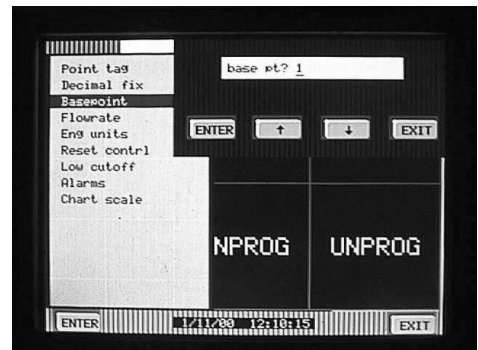 Point tag
Decimal fix
Basepoint
Flowrate
Eng units
Reset contrl
Low cutoff
Alarms
Chart scale
base pt? 1
ENTER ↑ ↓ EXIT
NPROG UNPROG
ENTER 1/11/00 12:10:15 EXIT